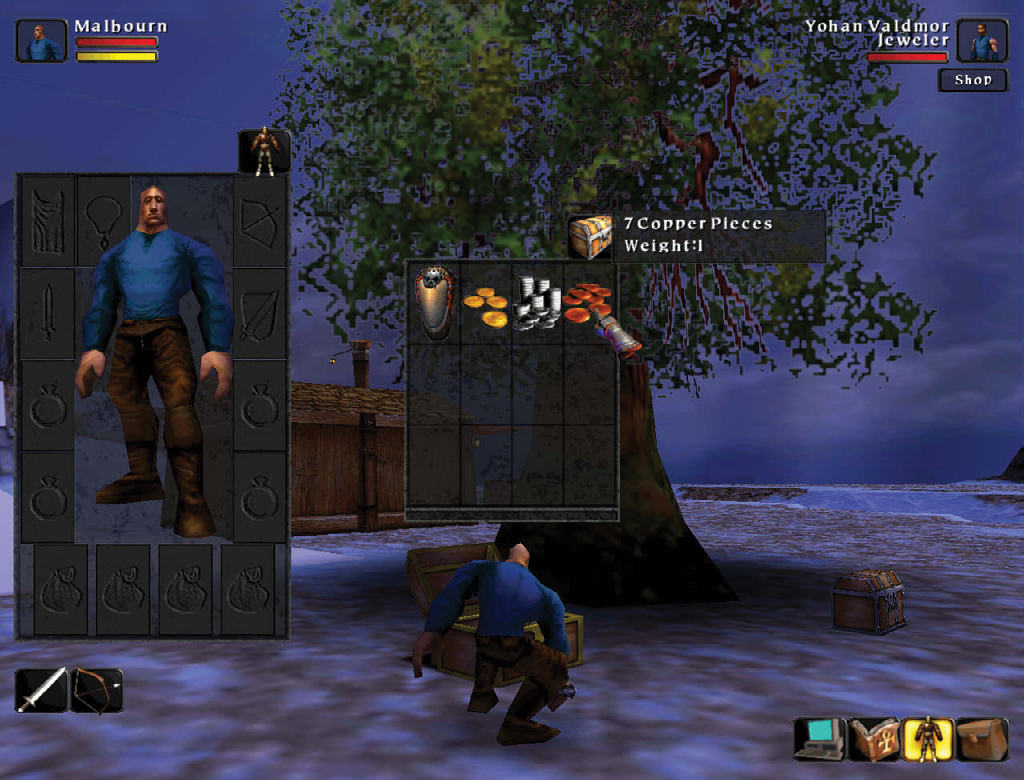 Malbourn
Yohan Valdmor
Jeweler
Shop
7 Copper Pieces
Weight:1